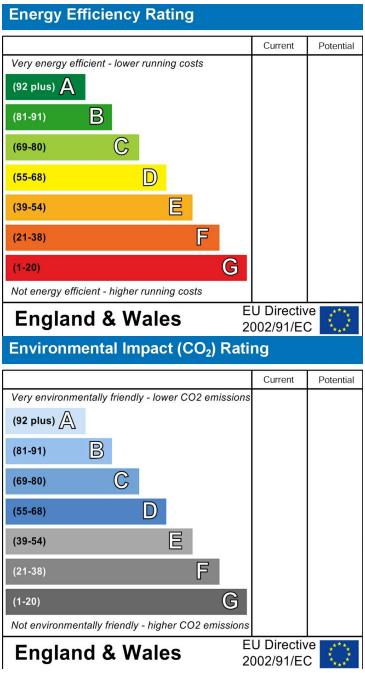 Energy Efficiency Rating
Current Potential
Very energy efficient - lower running costs
(92 plus) A
(81-91) B
(69-80) C
(55-68) D
(39-54) E
(21-38) F
(1-20) G
Not energy efficient - higher running costs
England & Wales
EU Directive
2002/91/EC
Environmental Impact (CO₂) Rating
Current Potential
Very environmentally friendly - lower CO2 emissions
(92 plus) A
(81-91) B
(69-80) C
(55-68) D
(39-54) E
(21-38) F
(1-20) G
Not environmentally friendly - higher CO2 emissions
England & Wales
EU Directive
2002/91/EC